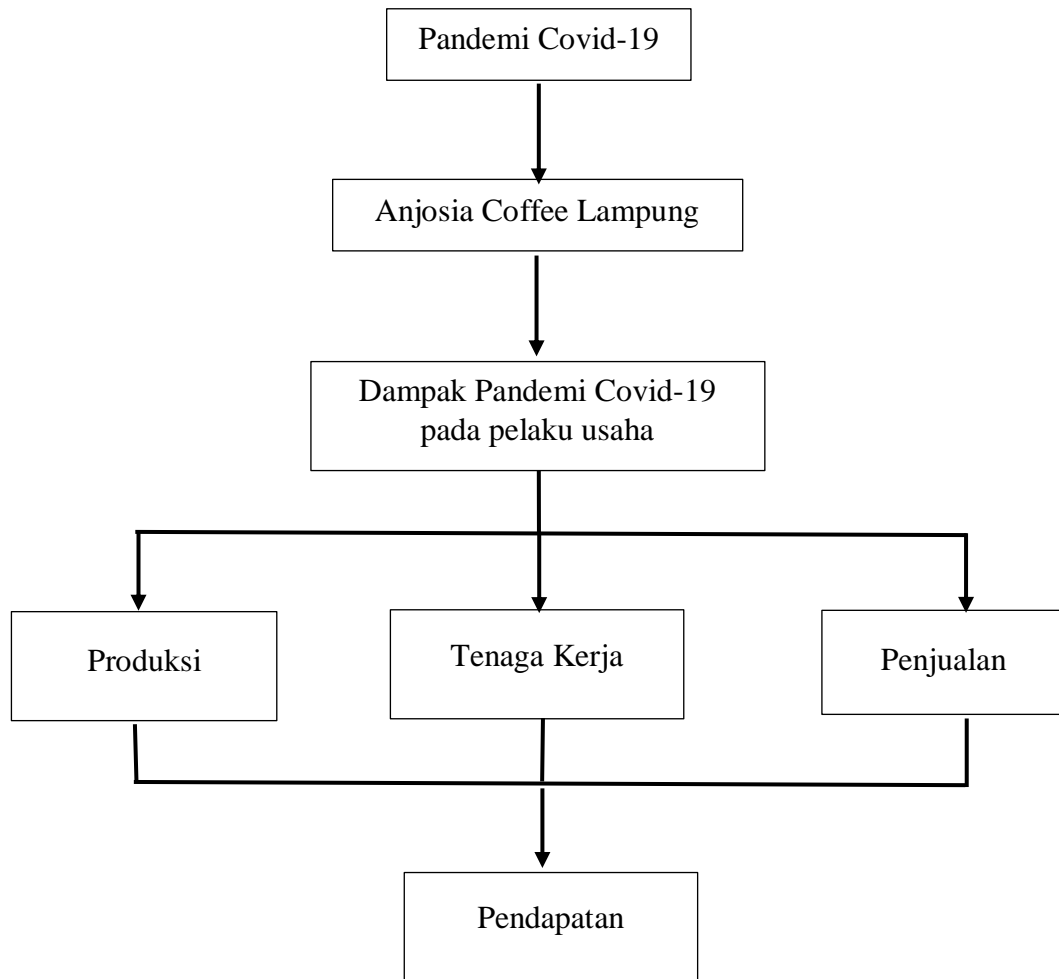 Pandemi Covid-19
Anjosia Coffee Lampung
Dampak Pandemi Covid-19
pada pelaku usaha
Produksi
Tenaga Kerja
Penjualan
Pendapatan